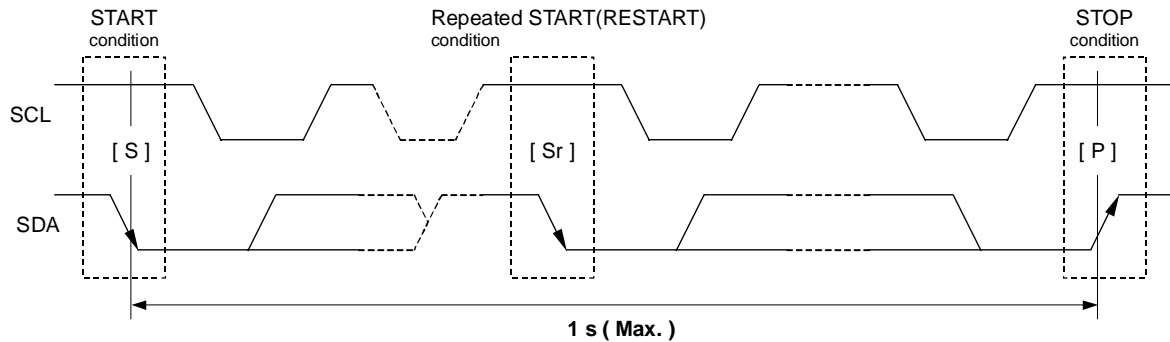 START
condition
Repeated START(RESTART)
condition
STOP
condition
SCL
[ S ]
[ Sr ]
[ P ]
SDA
1 s ( Max. )